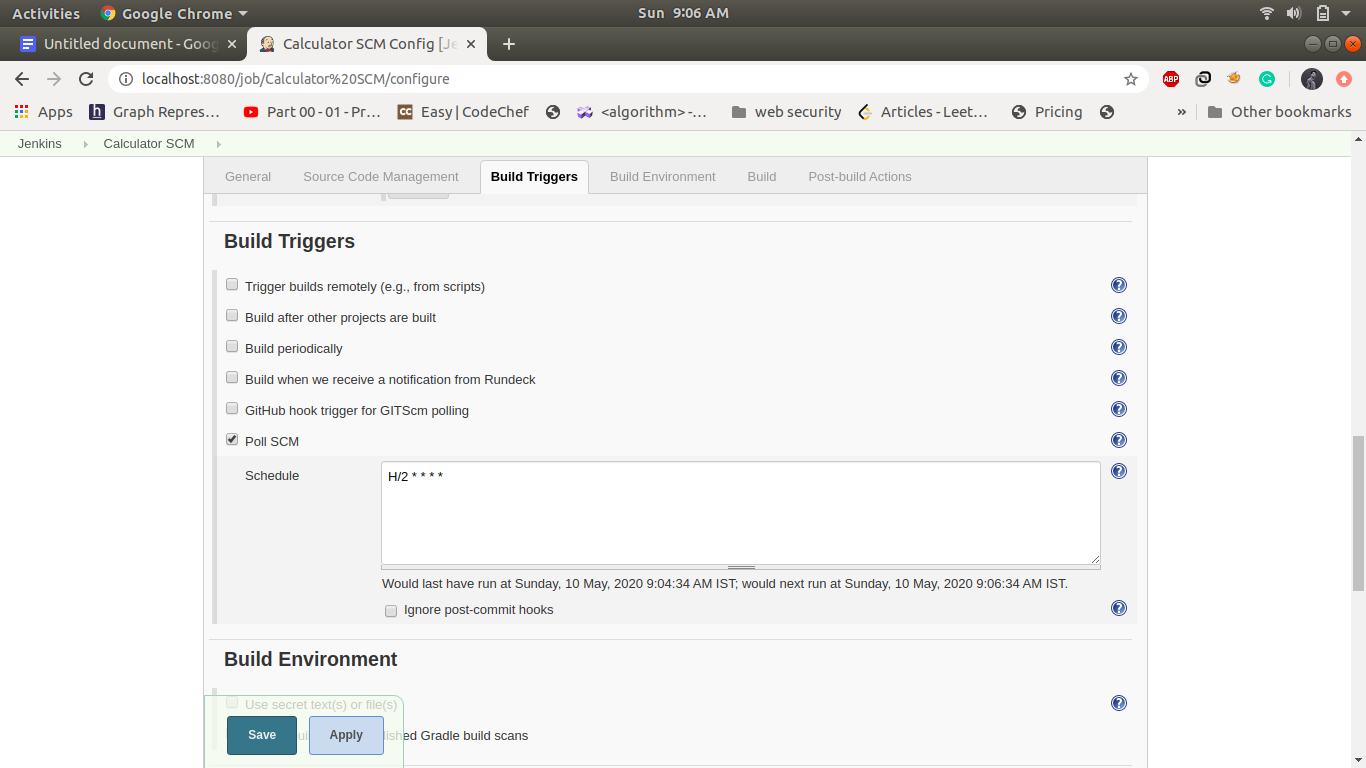 Activities Google Chrome Sun 9:06 AM
Untitled document - Goog Calculator SCM Config [Je
localhost:8080/job/Calculator%20SCM/configure ABP
Apps h Graph Repres... Part 00 - 01 - Pr... CC Easy | CodeChef <algorithm> -... web security Articles - Leet... Pricing » Other bookmarks
Jenkins Calculator SCM
General Source Code Management Build Triggers Build Environment Build Post-build Actions
Build Triggers
Trigger builds remotely (e.g., from scripts) ?
Build after other projects are built ?
Build periodically ?
Build when we receive a notification from Rundeck ?
GitHub hook trigger for GITScm polling ?
Poll SCM ?
Schedule H/2 * * * * ?
Would last have run at Sunday, 10 May, 2020 9:04:34 AM IST; would next run at Sunday, 10 May, 2020 9:06:34 AM IST.
Ignore post-commit hooks ?
Build Environment
Use secret text(s) or file(s) ?
Save Apply Gradle build scans